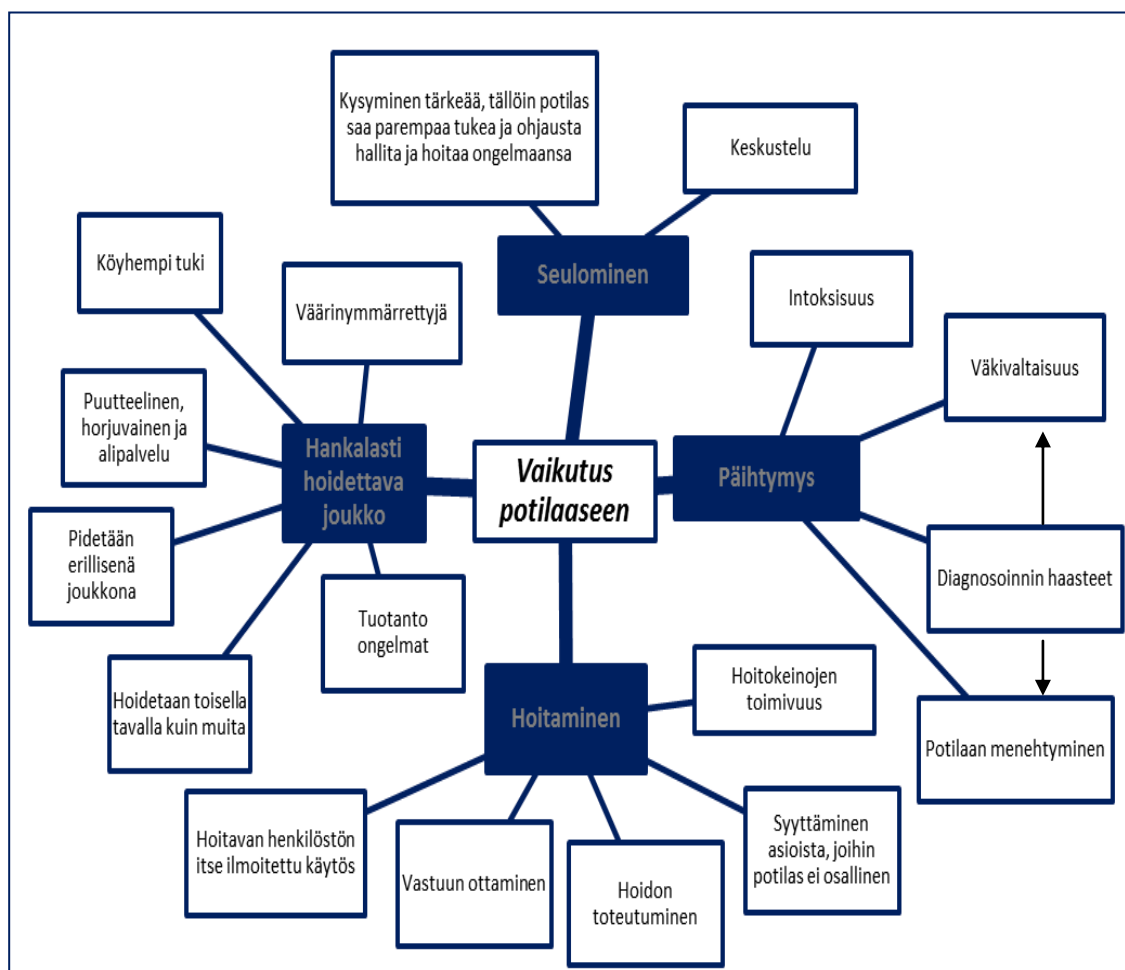 Kysyminen tärkeää, tällöin potilas
saa parempaa tukea ja ohjausta
hallita ja hoitaa ongelmaansa
Keskustelu
Seulominen
Köyhempi tuki
Väärinymmärrettyjä
Intoksisuus
Väkivaltaisuus
Puutteelinen,
horjuvainen ja
alipalvelu
Hankalasti
hoidettava
joukko
Vaikutus
potilaaseen
Päihtymys
Pidetään
erillisenä
joukkona
Diagnosoinnin haasteet
Tuotanto
ongelmat
Hoidetaan toisella
tavalla kuin muita
Hoitaminen
Hoitokeinojen
toimivuus
Potilaan menehtyminen
Hoitavan henkilöstön
itse ilmoitettu käytös
Vastuun ottaminen
Hoidon
toteutuminen
Syyttäminen
asioista, joihin
potilas ei osallinen